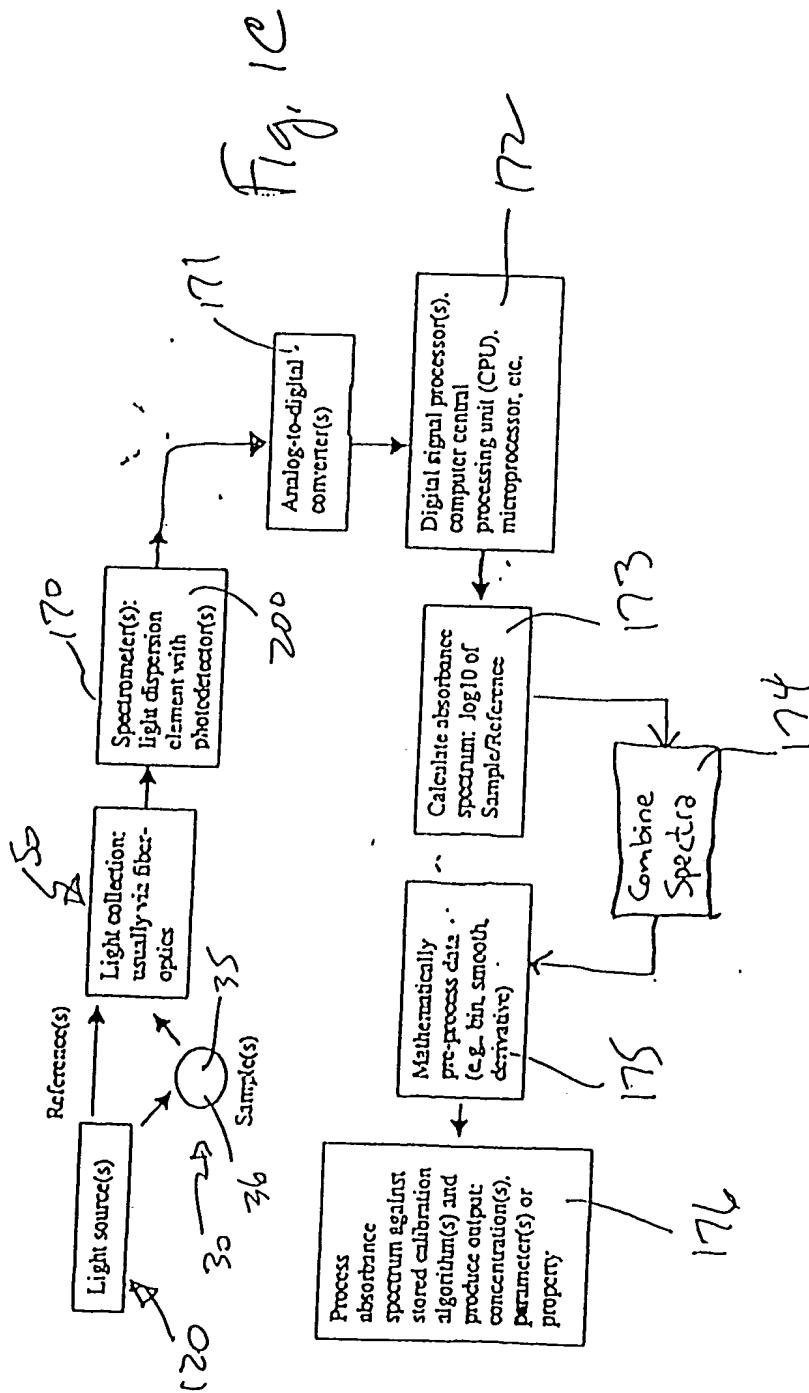 Fig. 1C
Light source(s)
120
Reference(s)
Sample(s)
30
36
35
Light collection:
usually via fiber-
optics
50
Spectrometer(s):
light dispersion
element with
photodetector(s)
170
200
Analog-to-digital
converter(s)
171
Digital signal processor(s),
computer central
processing unit (CPU),
microprocessor, etc.
172
Calculate absorbance
spectrum: log10 of
Sample/Reference
173
Combine
Spectra
174
Mathematically
pre-process data
(e.g., bin, smooth,
derivative)
175
Process
absorbance
spectrum against
stored calibration
algorithm(s) and
produce output:
concentration(s),
parameter(s) or
property
176